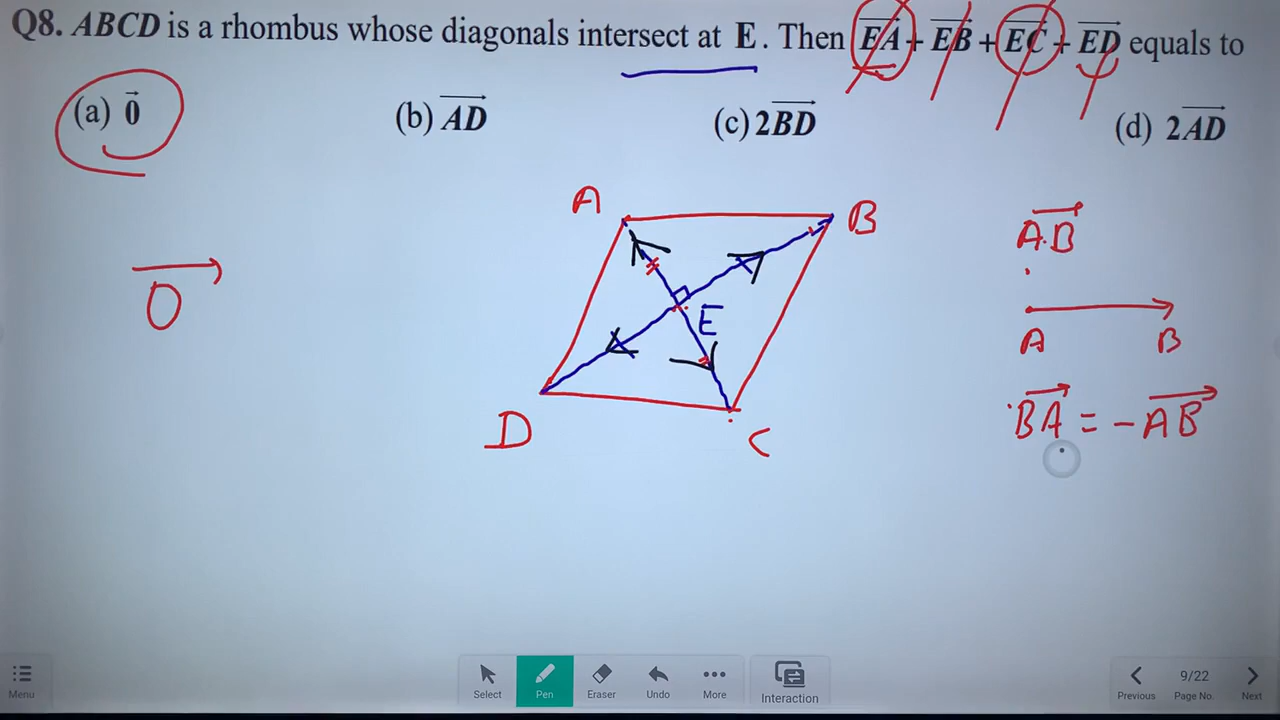 Q8. ABCD is a rhombus whose diagonals intersect at E. Then EA + EB + EC + ED equals to
(a) 0 (b) AD (c) 2BD (d) 2AD
A B
A.B
0
E
A B
D C
BA = - AB
Menu Select Pen Eraser Undo More Interaction Previous 9/22 Page No. Next